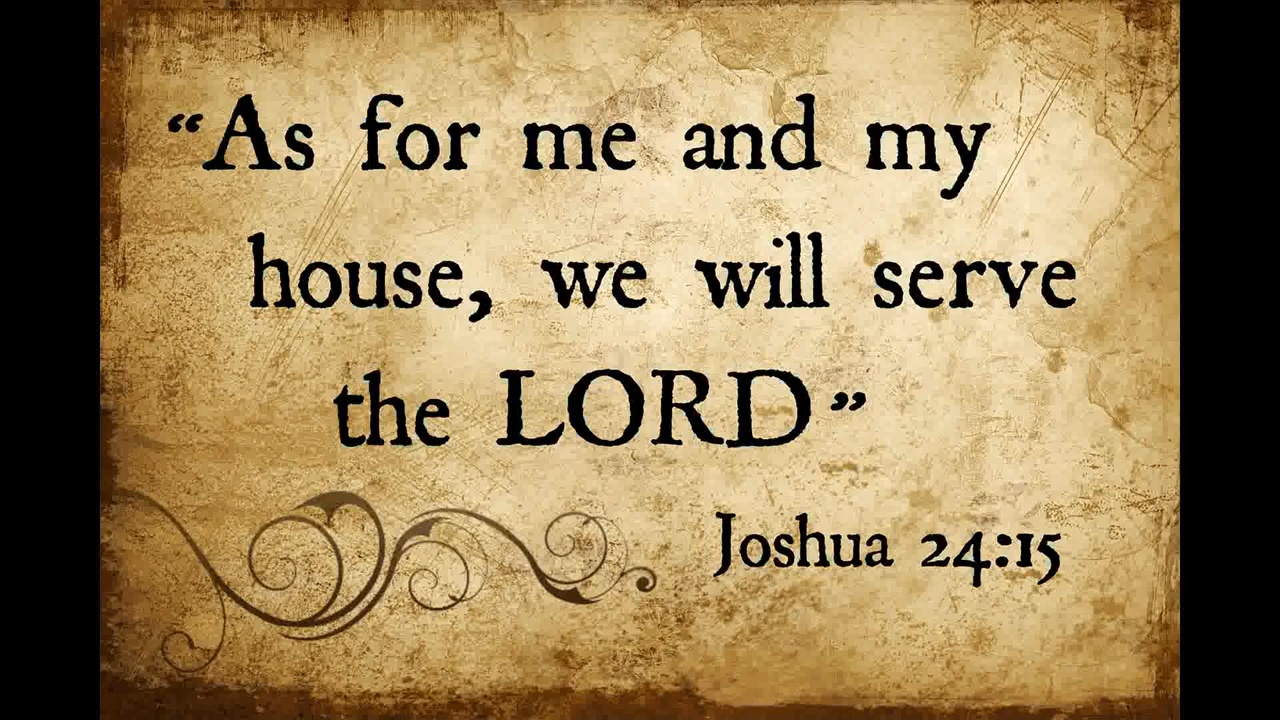 “As for me and my
house, we will serve
the LORD”
Joshua 24:15